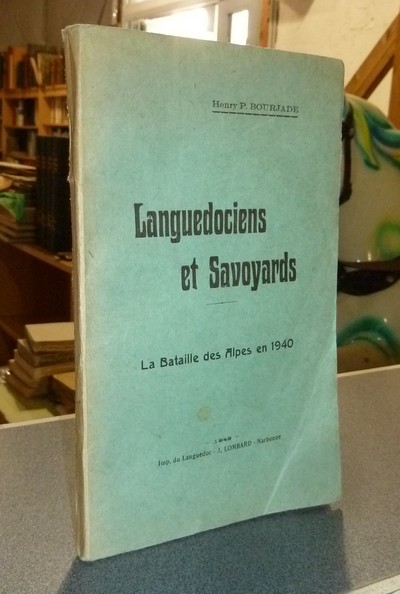 Henry P. BOURJADE
Languedociens
et Savoyards
La Bataille des Alpes en 1940
Imp. du Languedoc - J. LOMBARD - Narbonne